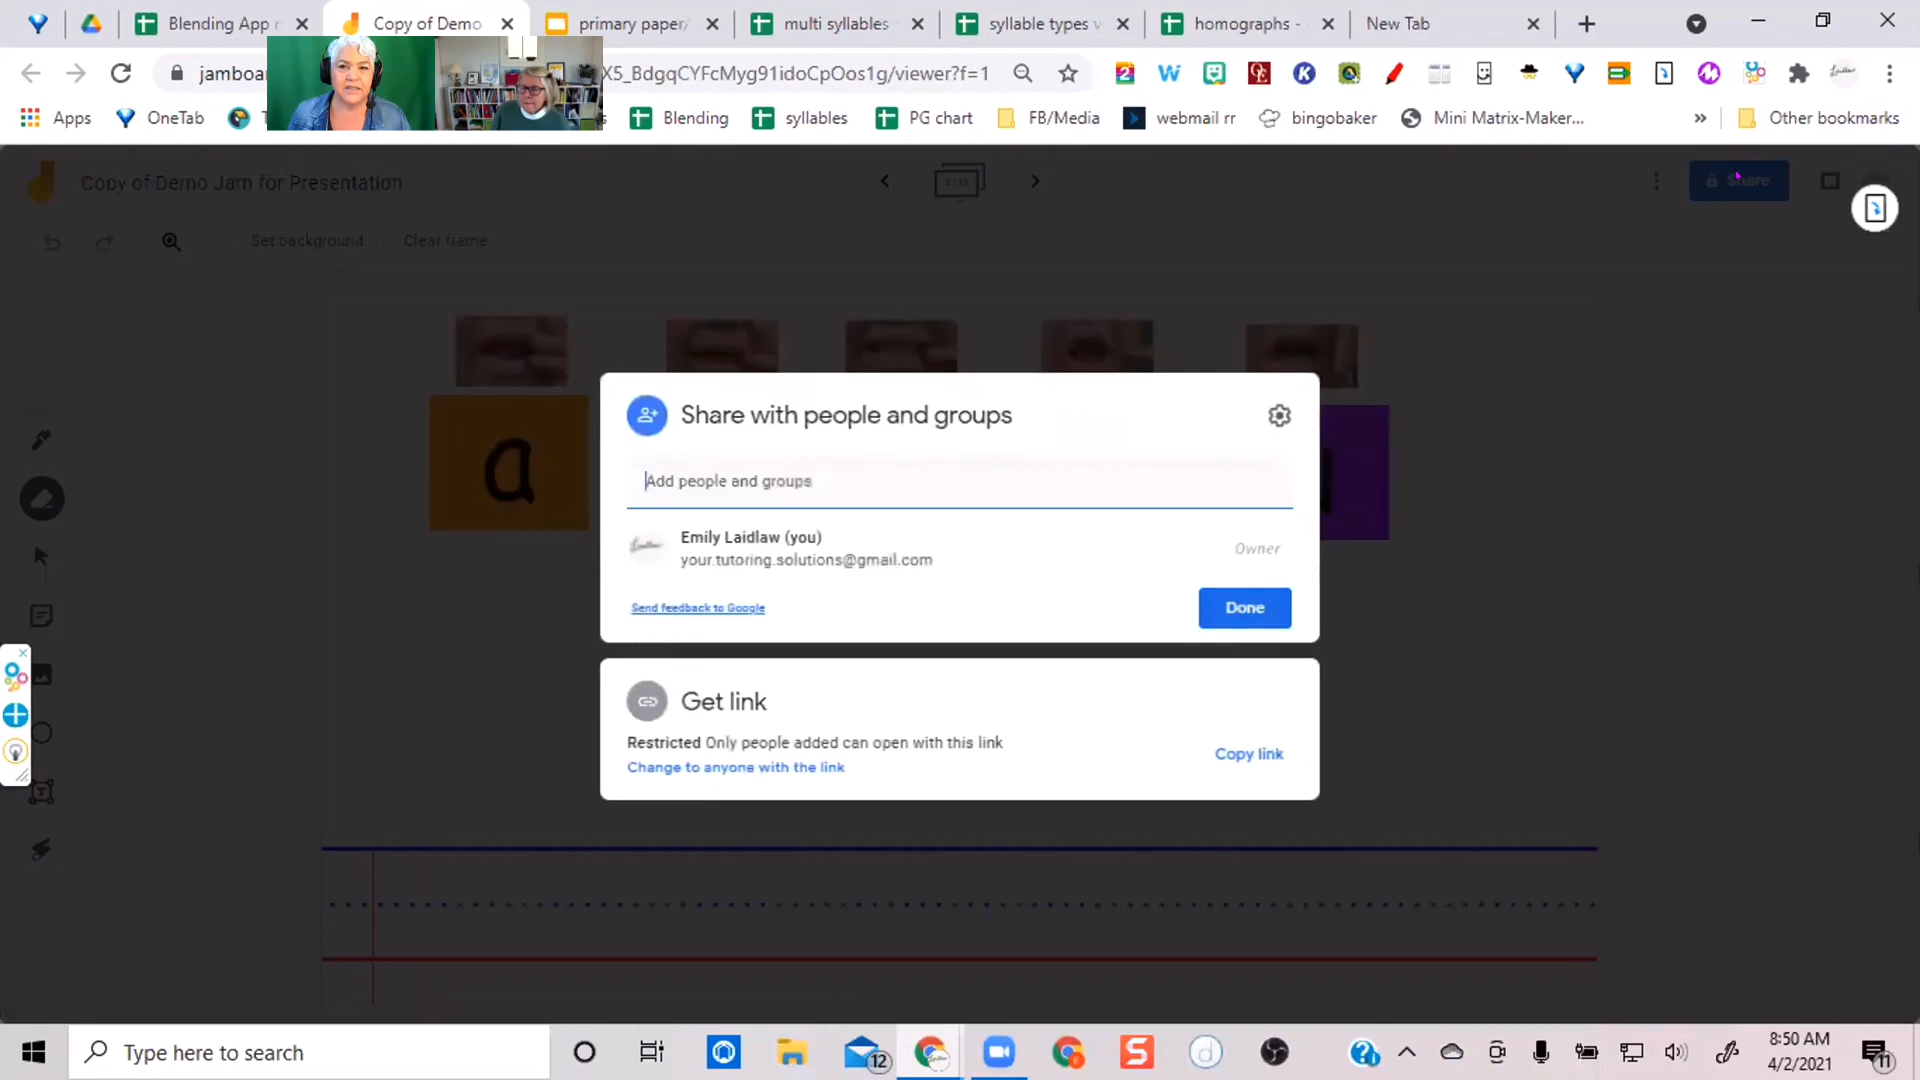 Blending App r
Copy of Demo
primary paper/
multi syllables
syllable types v
homographs -
New Tab
jamboar
X5_BdgqCYFcMyg91idoCpOos1g/viewer?f=1
Apps
OneTab
Blending
syllables
PG chart
FB/Media
webmail rr
bingobaker
Mini Matrix-Maker...
»
Other bookmarks
Copy of Demo Jam for Presentation
Share
Set background
Clear frame
a
Share with people and groups
Add people and groups
Emily Laidlaw (you)
your.tutoring.solutions@gmail.com
Owner
Send feedback to Google
Done
Get link
Restricted Only people added can open with this link
Change to anyone with the link
Copy link
Type here to search
12
8:50 AM
4/2/2021
11